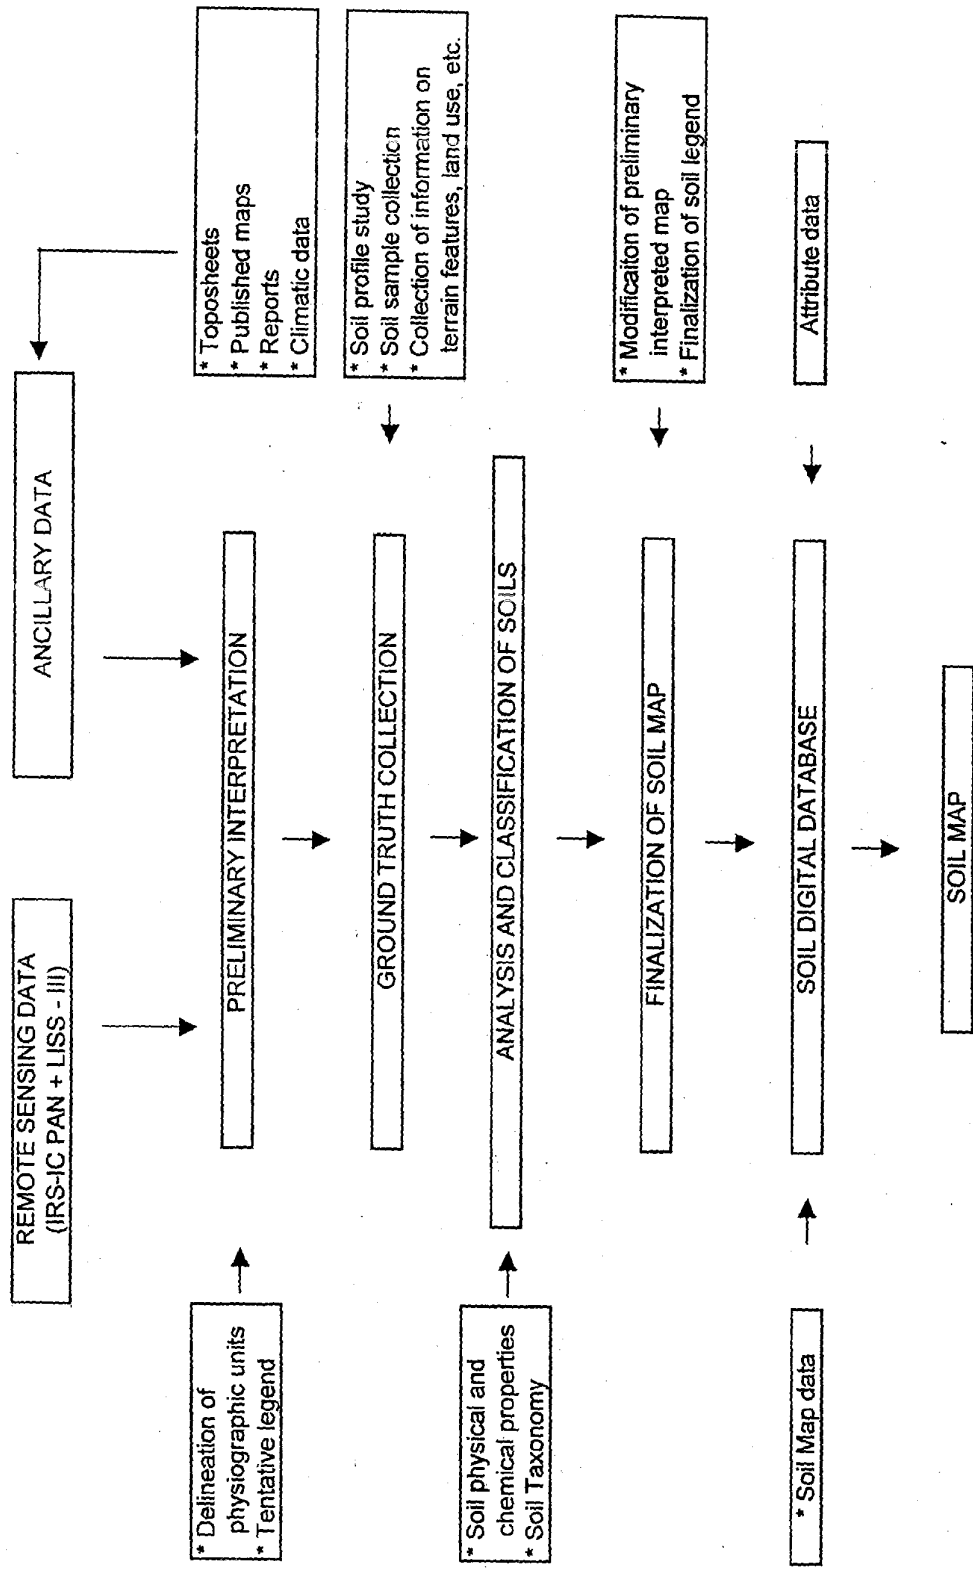 REMOTE SENSING DATA
(IRS-IC PAN + LISS - III)
ANCILLARY DATA
* Toposheets
* Published maps
* Reports
* Climatic data
* Delineation of
physiographic units
* Tentative legend
PRELIMINARY INTERPRETATION
GROUND TRUTH COLLECTION
* Soil profile study
* Soil sample collection
* Collection of information on
terrain features, land use, etc.
* Soil physical and
chemical properties
* Soil Taxonomy
ANALYSIS AND CLASSIFICATION OF SOILS
FINALIZATION OF SOIL MAP
* Modificaiton of preliminary
interpreted map
* Finalization of soil legend
* Soil Map data
SOIL DIGITAL DATABASE
Attribute data
SOIL MAP